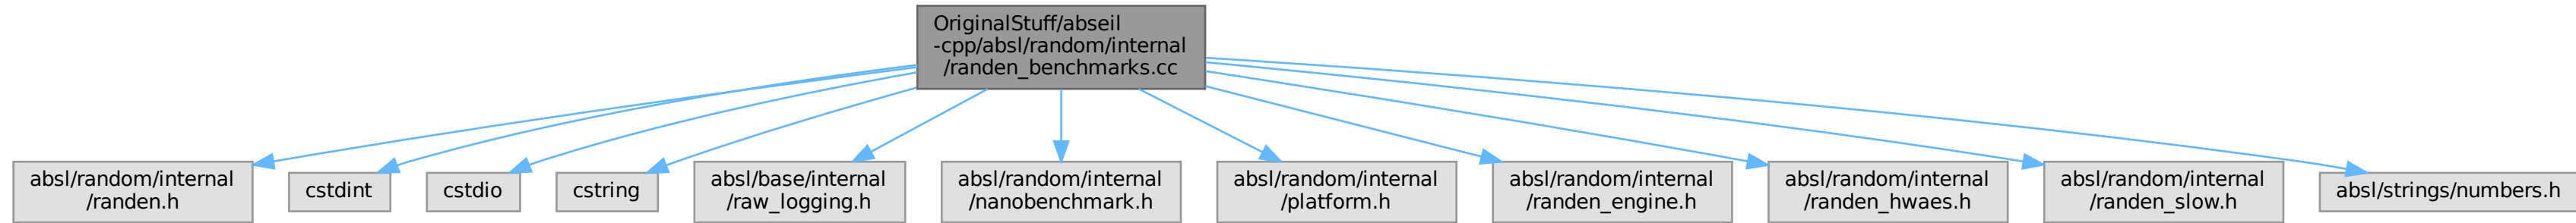 OriginalStuff/abseil
-cpp/absl/random/internal
/randen_benchmarks.cc
absl/random/internal
/randen.h
cstdint
cstdio
cstring
absl/base/internal
/raw_logging.h
absl/random/internal
/nanobenchmark.h
absl/random/internal
/platform.h
absl/random/internal
/randen_engine.h
absl/random/internal
/randen_hwaes.h
absl/random/internal
/randen_slow.h
absl/strings/numbers.h